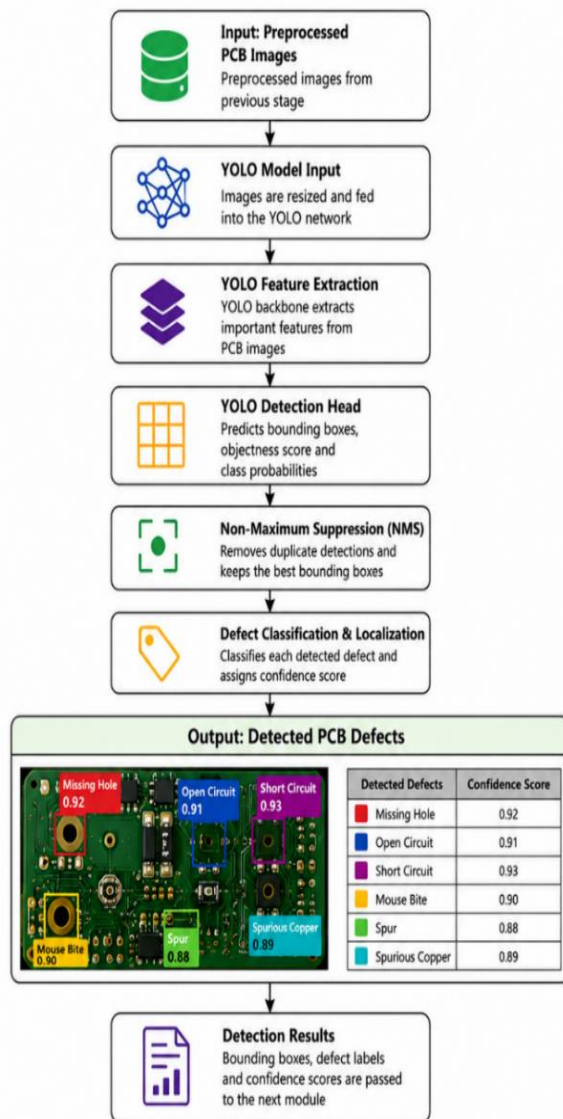 Input: Preprocessed
PCB Images
Preprocessed images from
previous stage
YOLO Model Input
Images are resized and fed
into the YOLO network
YOLO Feature Extraction
YOLO backbone extracts
important features from
PCB images
YOLO Detection Head
Predicts bounding boxes,
objectness score and
class probabilities
Non-Maximum Suppression (NMS)
Removes duplicate detections and
keeps the best bounding boxes
Defect Classification & Localization
Classifies each detected defect and
assigns confidence score
Output: Detected PCB Defects
Missing Hole
0.92
Open Circuit
0.91
Short Circuit
0.93
Mouse Bite
0.90
Spur
0.88
Spurious Copper
0.89
Detected Defects Confidence Score
Missing Hole 0.92
Open Circuit 0.91
Short Circuit 0.93
Mouse Bite 0.90
Spur 0.88
Spurious Copper 0.89
Detection Results
Bounding boxes, defect labels
and confidence scores are passed
to the next module